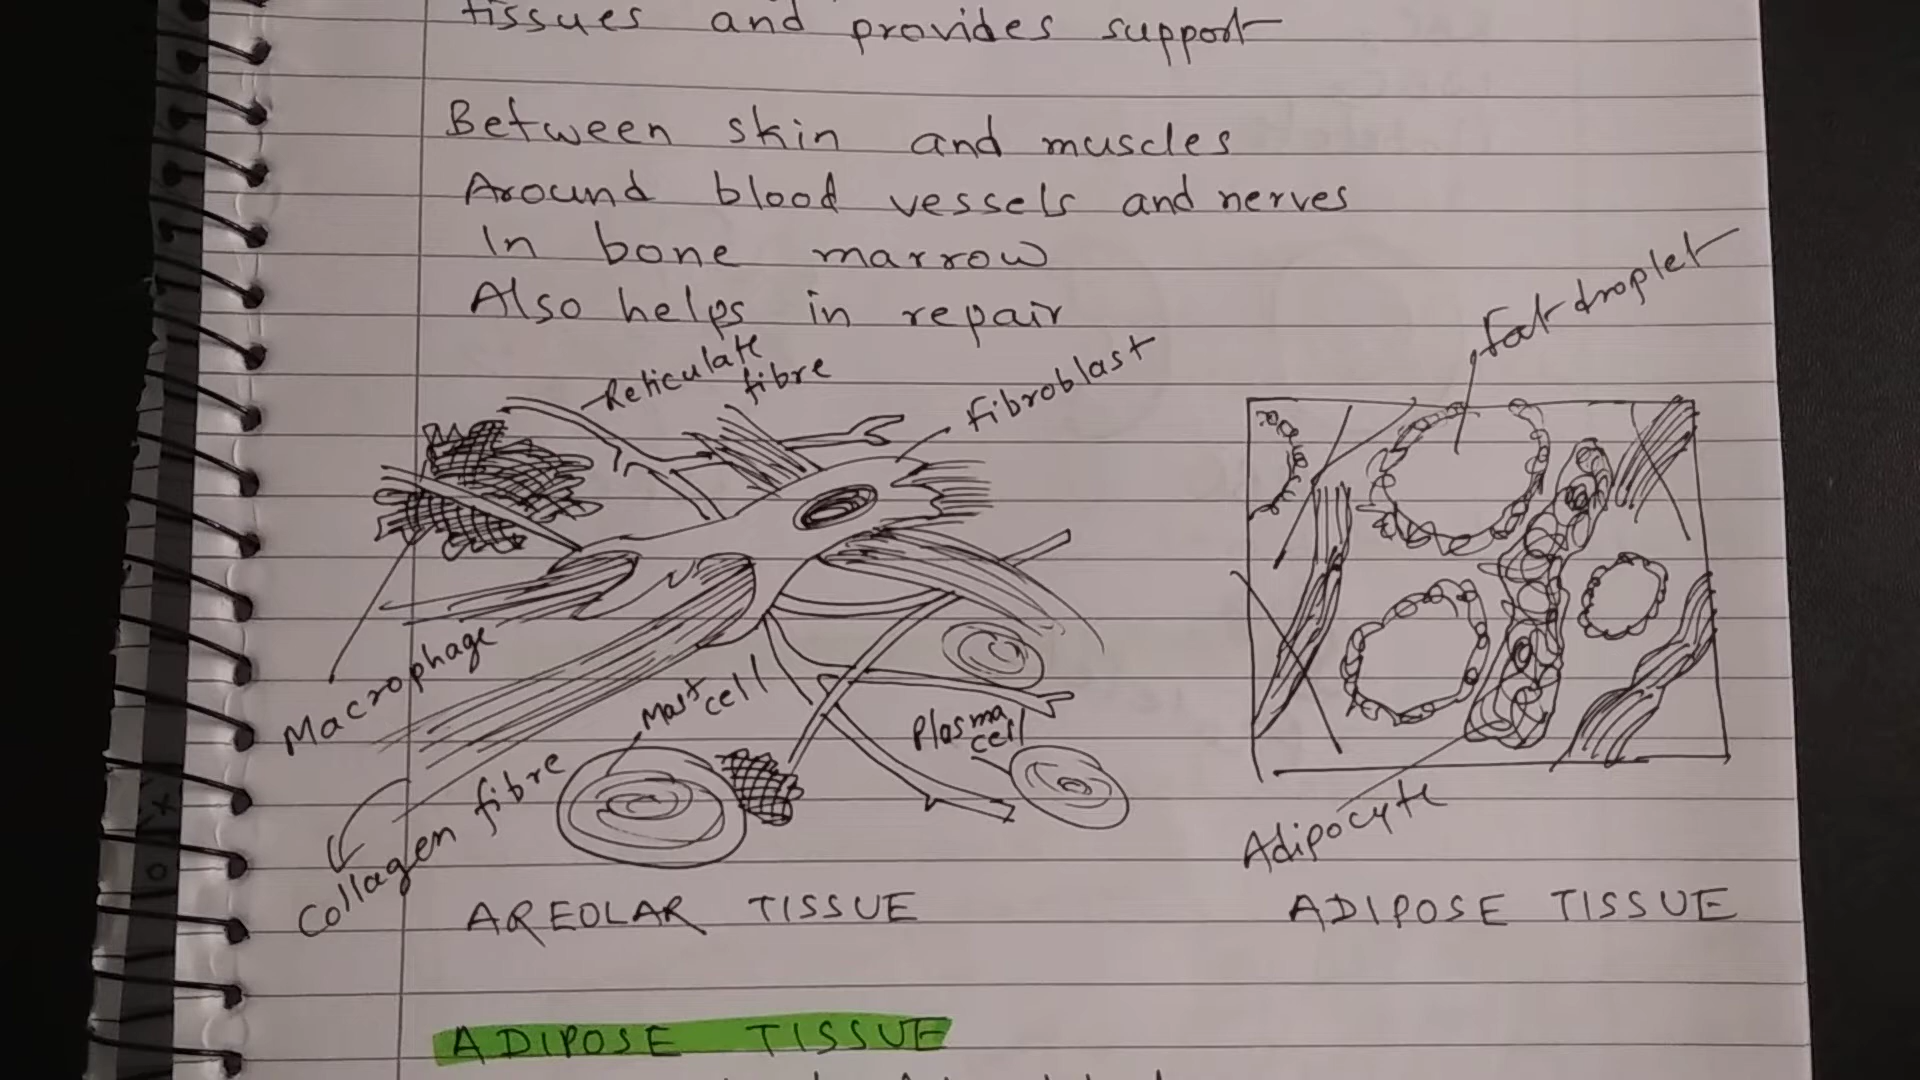 tissues and provides support
Between skin and muscles
Around blood vessels and nerves
In bone marrow
Also helps in repair
Reticulate
fibre
Fibroblast
Fat droplet
Macrophage
Mast
cell
Plasma
cell
Collagen fibre
Adipocyte
AREOLAR TISSUE
ADIPOSE TISSUE
ADIPOSE TISSUE